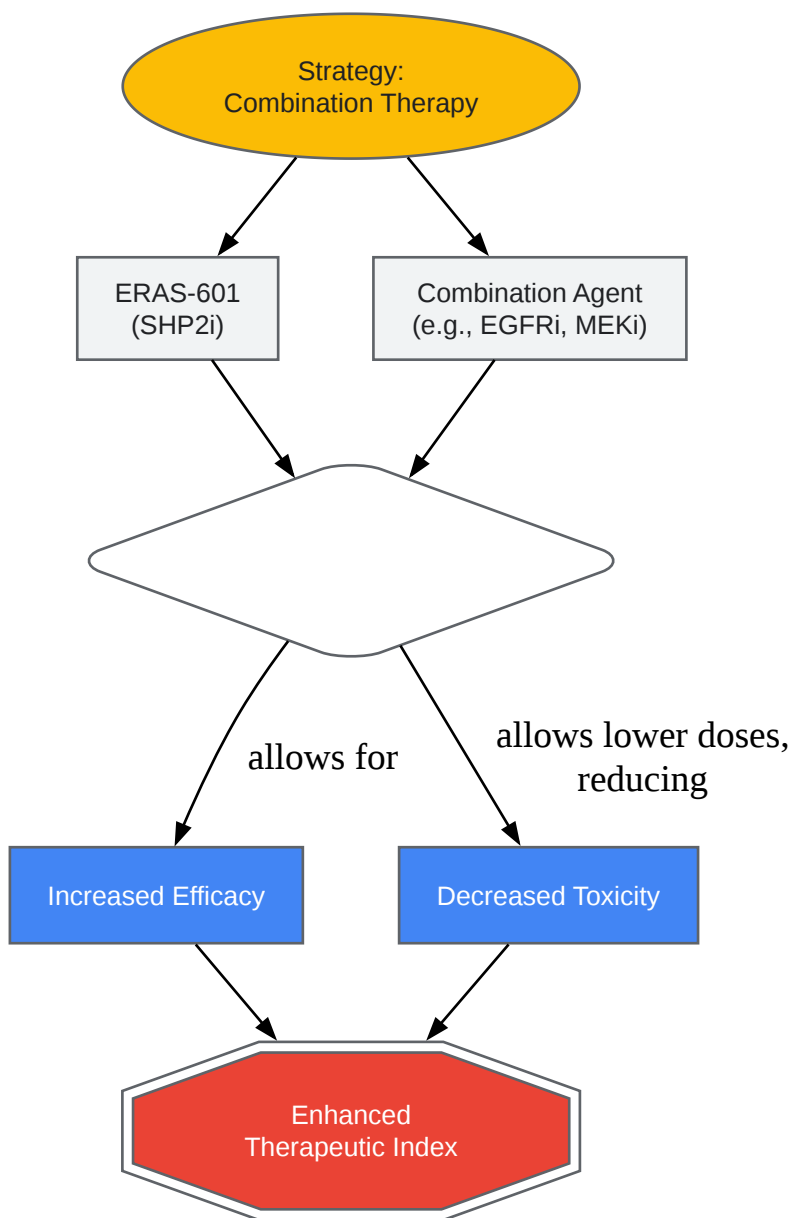 Strategy:
Combination Therapy
ERAS-601
(SHP2i)
Combination Agent
(e.g., EGFRi, MEKi)
allows for
allows lower doses,
reducing
Increased Efficacy
Decreased Toxicity
Enhanced
Therapeutic Index